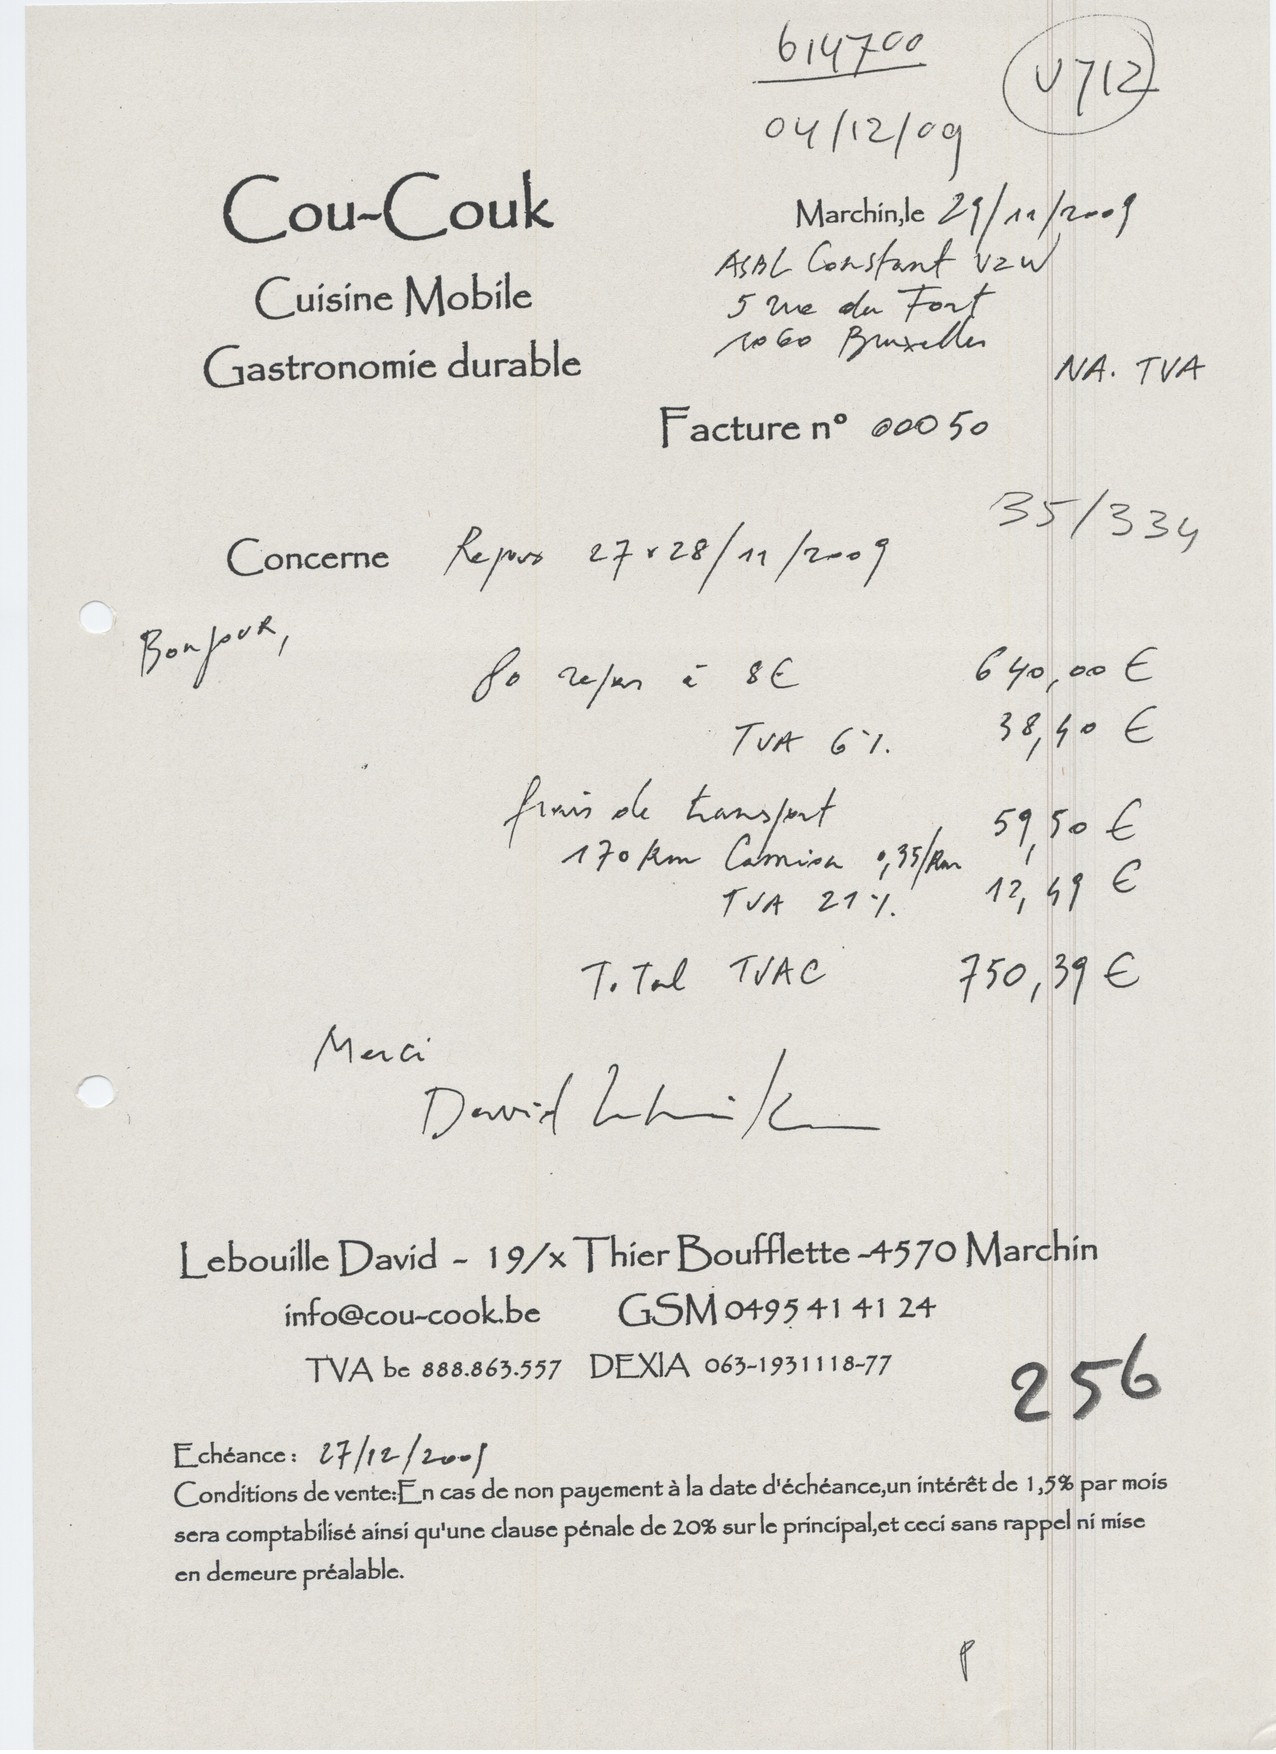 614700
V712
04/12/09
Cou-Couk
Marchin,le 29/11/2009
ASBL Constant VZW
Cuisine Mobile
5 rue du Fort
1060 Bruxelles
Gastronomie durable
NA. TVA
Facture n° 00050
35/334
Concerne Repas 27+28/11/2009
Bonjour,
80 repas à 8€ 640,00 €
TVA 6%. 38,40 €
frais de transport 59,50 €
170 km Camion 0,35/km
TVA 21%. 12,49 €
Total TVAC 750,39 €
Merci
David
Lebouille David - 19/x Thier Boufflette -4570 Marchin
info@cou-cook.be GSM 0495 41 41 24
TVA be 888.863.557 DEXIA 063-1931118-77
256
Echéance: 27/12/2009
Conditions de vente:En cas de non payement à la date d'échéance,un intérêt de 1,5% par mois
sera comptabilisé ainsi qu'une clause pénale de 20% sur le principal,et ceci sans rappel ni mise
en demeure préalable.